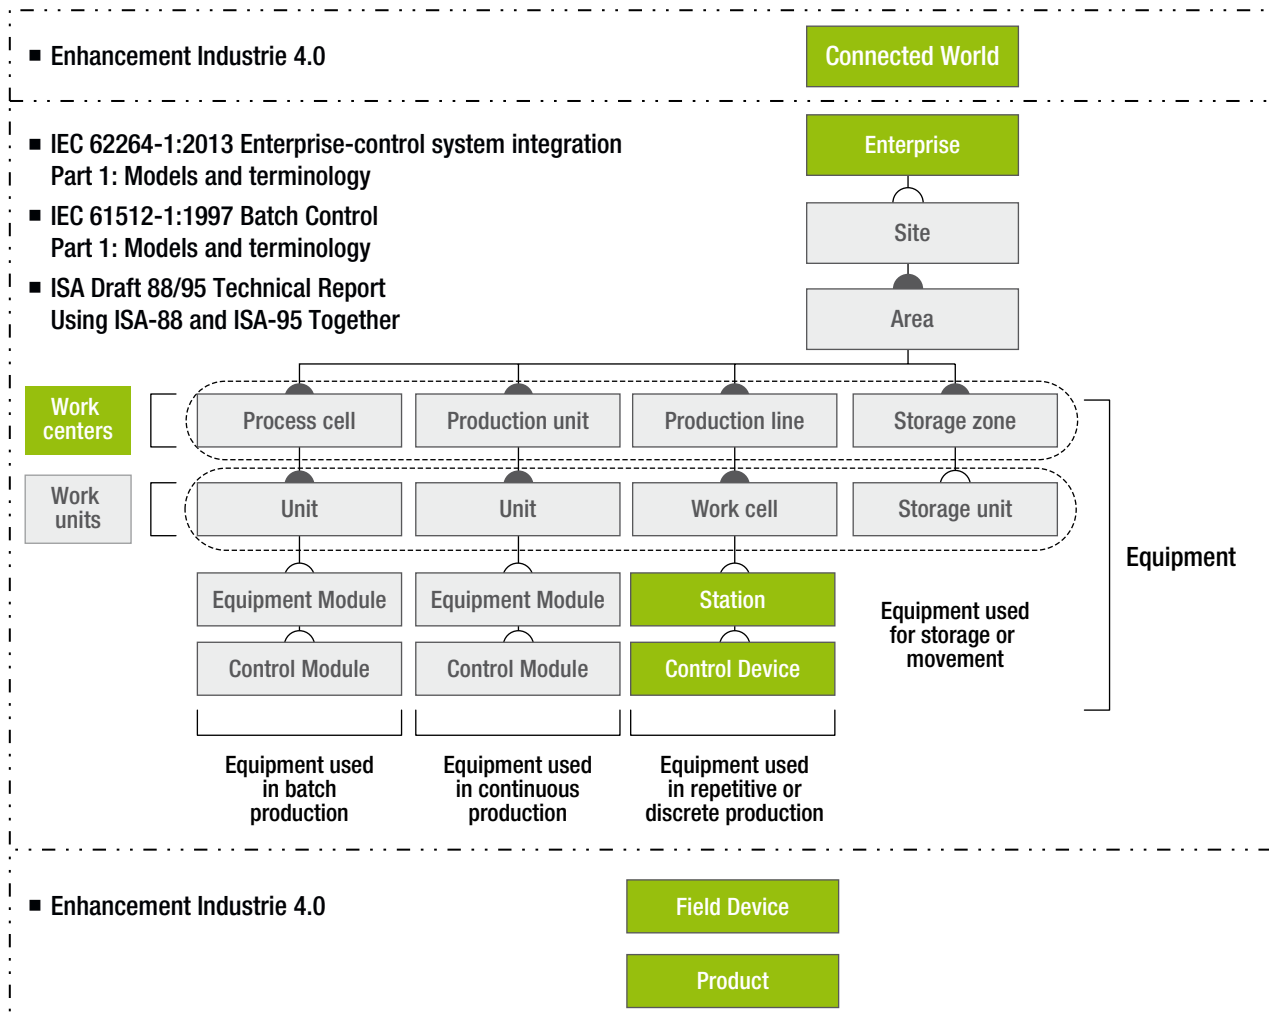 ■ Enhancement Industrie 4.0
Connected World
■ IEC 62264-1:2013 Enterprise-control system integration
Part 1: Models and terminology
■ IEC 61512-1:1997 Batch Control
Part 1: Models and terminology
■ ISA Draft 88/95 Technical Report
Using ISA-88 and ISA-95 Together
Enterprise
Site
Area
Work
centers
Process cell
Production unit
Production line
Storage zone
Work
units
Unit
Unit
Work cell
Storage unit
Equipment
Equipment Module
Equipment Module
Station
Equipment used
for storage or
movement
Control Module
Control Module
Control Device
Equipment used
in batch
production
Equipment used
in continuous
production
Equipment used
in repetitive or
discrete production
■ Enhancement Industrie 4.0
Field Device
Product